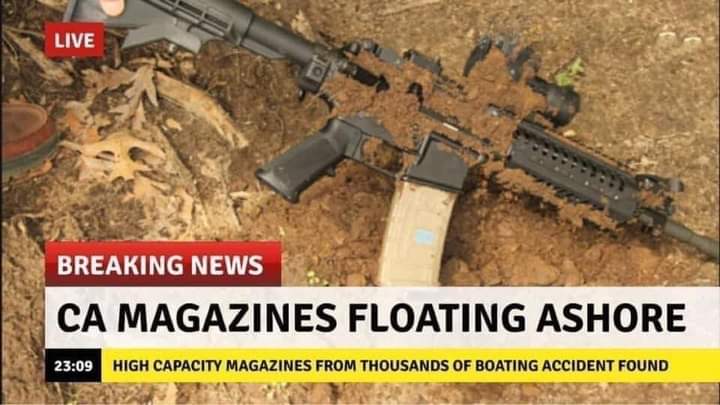 LIVE
BREAKING NEWS
CA MAGAZINES FLOATING ASHORE
23:09 HIGH CAPACITY MAGAZINES FROM THOUSANDS OF BOATING ACCIDENT FOUND